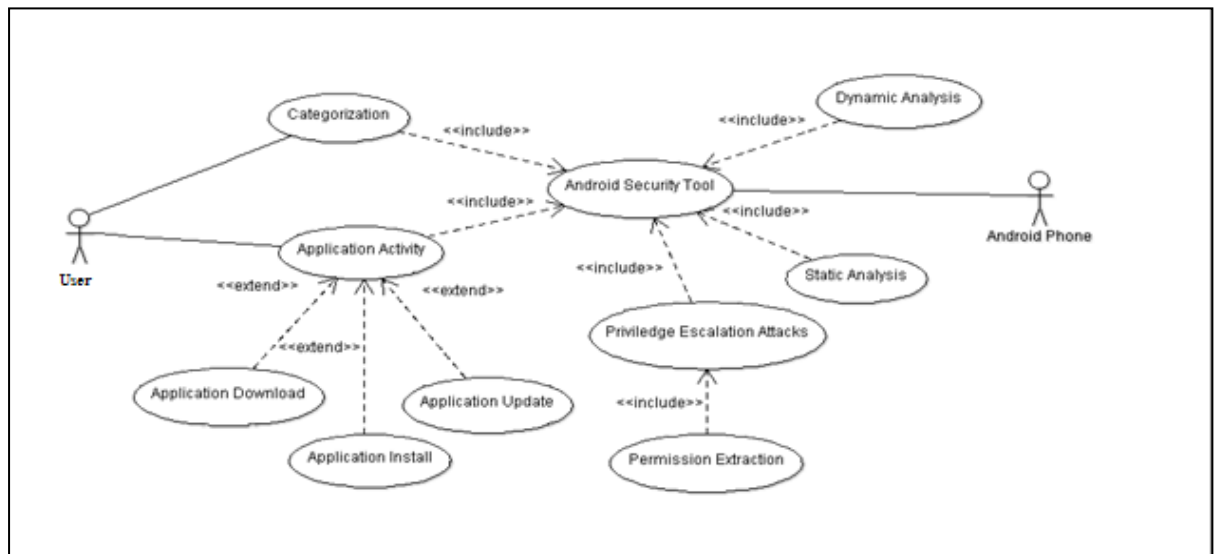 Dynamic Analysis
Categorization
<<include>>
<<include>>
Android Security Tool
<<include>>
<<include>>
Application Activity
Android Phone
User
<<include>>
Static Analysis
<<extend>>
<<extend>>
Priviledge Escalation Attacks
<<extend>>
Application Download
Application Update
<<include>>
Application Install
Permission Extraction